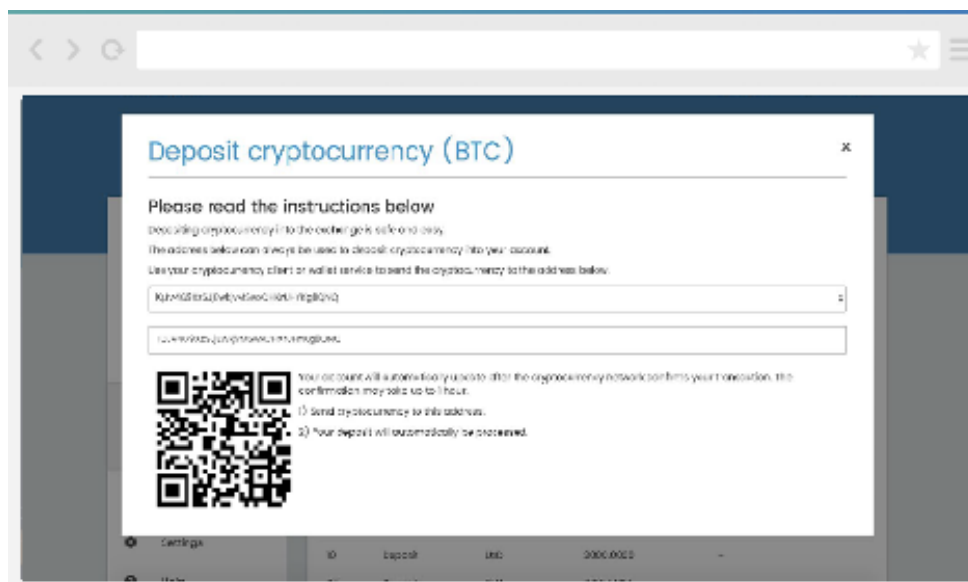 Deposit cryptocurrency (BTC)
x
Please read the instructions below
Depositing cryptocurrency into the exchange is safe and easy.
The address below can always be used to deposit cryptocurrency into your account.
Use your cryptocurrency client or wallet service to send the cryptocurrency to the address below.
Your account will automatically update after the cryptocurrency network confirms your transaction. The
confirmation may take up to 1 hour.
1) Send cryptocurrency to this address.
2) Your deposit will automatically be processed.
Settings
10 Deposit
Help